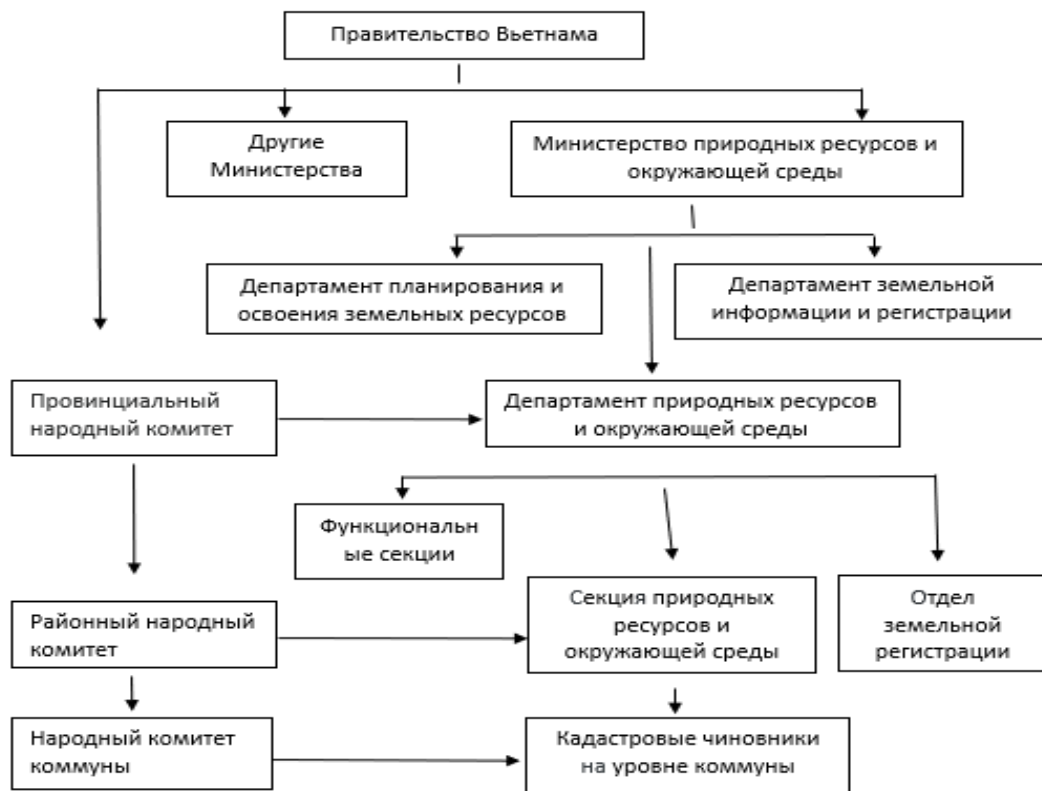 Правительство Вьетнама
Другие
Министерства
Министерство природных ресурсов и
окружающей среды
Департамент планирования и
освоения земельных ресурсов
Департамент земельной
информации и регистрации
Провинциальный
народный комитет
Департамент природных ресурсов
и окружающей среды
Функциональн
ые секции
Районный народный
комитет
Секция природных
ресурсов и
окружающей среды
Отдел
земельной
регистрации
Народный комитет
коммуны
Кадастровые чиновники
на уровне коммуны